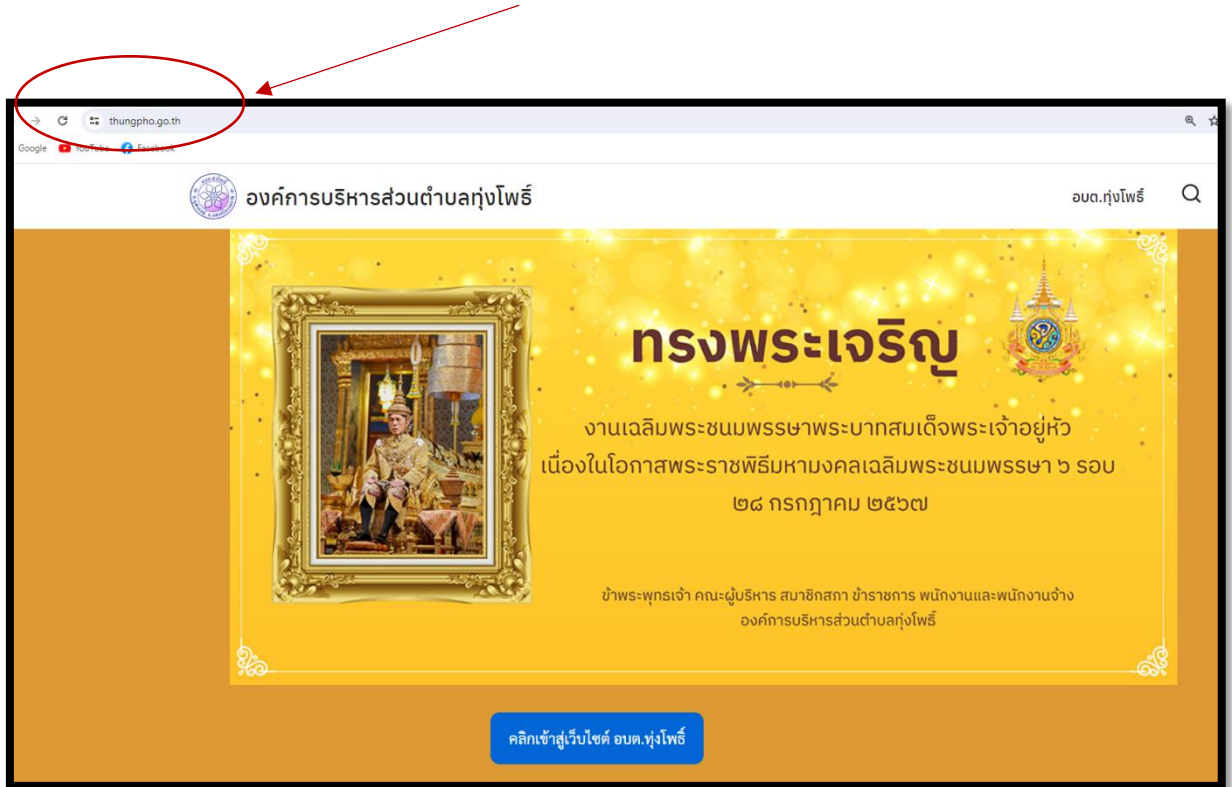 thungpho.go.th
Google YouTube Facebook
องค์การบริหารส่วนตำบลทุ่งโพธิ์
อบต.ทุ่งโพธิ์
ทรงพระเจริญ
งานเฉลิมพระชนมพรรษาพระบาทสมเด็จพระเจ้าอยู่หัว
เนื่องในโอกาสพระราชพิธีมหามงคลเฉลิมพระชนมพรรษา ๖ รอบ
๒๘ กรกฎาคม ๒๕๖๗
ข้าพระพุทธเจ้า คณะผู้บริหาร สมาชิกสภา ข้าราชการ พนักงานและพนักงานจ้าง
องค์การบริหารส่วนตำบลทุ่งโพธิ์
คลิกเข้าสู่เว็บไซต์ อบต.ทุ่งโพธิ์